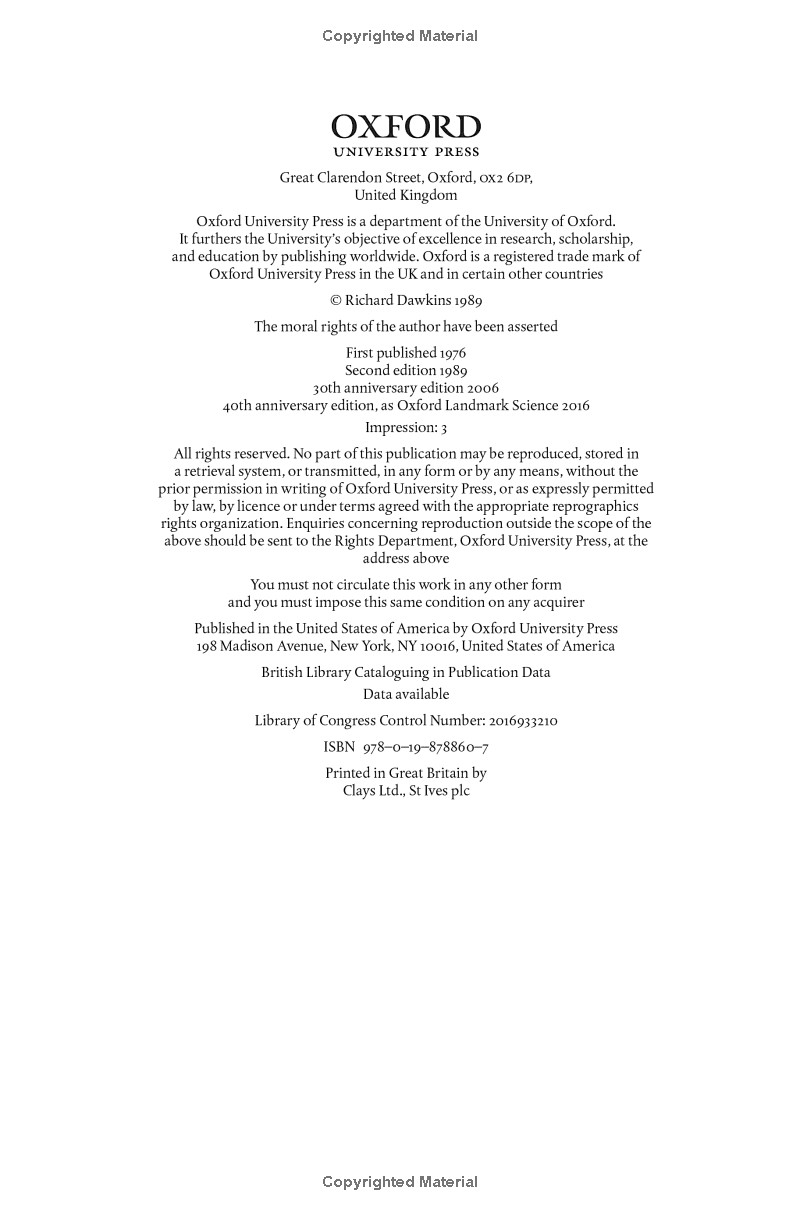 Copyrighted Material
OXFORD
UNIVERSITY PRESS
Great Clarendon Street, Oxford, OX2 6DP,
United Kingdom
Oxford University Press is a department of the University of Oxford.
It furthers the University’s objective of excellence in research, scholarship,
and education by publishing worldwide. Oxford is a registered trade mark of
Oxford University Press in the UK and in certain other countries
© Richard Dawkins 1989
The moral rights of the author have been asserted
First published 1976
Second edition 1989
30th anniversary edition 2006
40th anniversary edition, as Oxford Landmark Science 2016
Impression: 3
All rights reserved. No part of this publication may be reproduced, stored in
a retrieval system, or transmitted, in any form or by any means, without the
prior permission in writing of Oxford University Press, or as expressly permitted
by law, by licence or under terms agreed with the appropriate reprographics
rights organization. Enquiries concerning reproduction outside the scope of the
above should be sent to the Rights Department, Oxford University Press, at the
address above
You must not circulate this work in any other form
and you must impose this same condition on any acquirer
Published in the United States of America by Oxford University Press
198 Madison Avenue, New York, NY 10016, United States of America
British Library Cataloguing in Publication Data
Data available
Library of Congress Control Number: 2016933210
ISBN 978–0–19–878860–7
Printed in Great Britain by
Clays Ltd., St Ives plc
Copyrighted Material